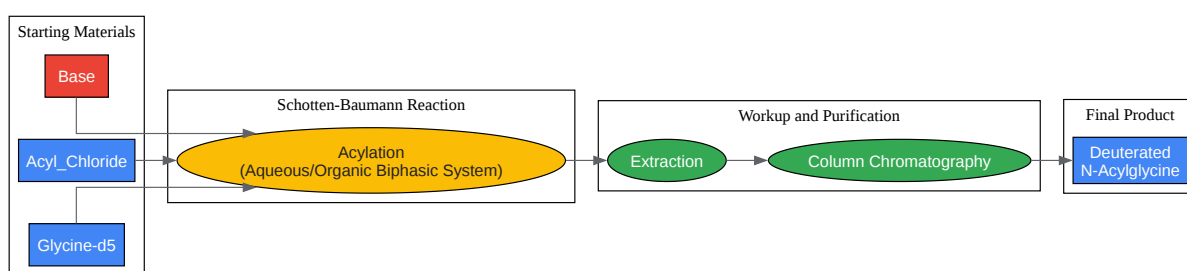 Starting Materials
Base
Acyl_Chloride
Glycine-d5
Schotten-Baumann Reaction
Acylation
(Aqueous/Organic Biphasic System)
Workup and Purification
Extraction
Column Chromatography
Final Product
Deuterated
N-Acylglycine